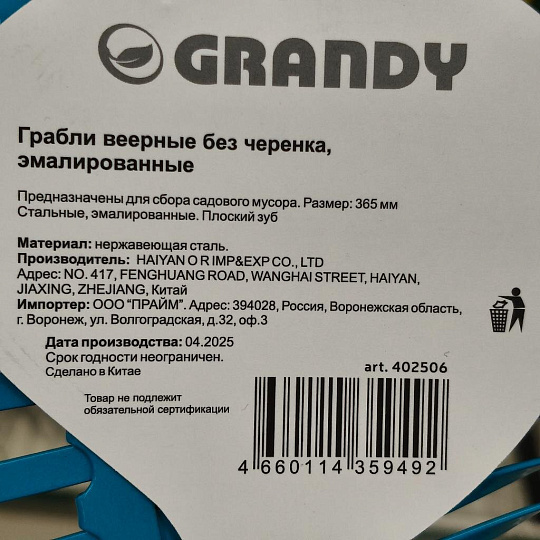 GRANDY
Грабли веерные без черенка,
эмалированные
Предназначены для сбора садового мусора. Размер: 365 мм
Стальные, эмалированные. Плоский зуб
Материал: нержавеющая сталь.
Производитель: HAIYAN O R IMP&EXP CO., LTD
Адрес: NO. 417, FENGHUANG ROAD, WANGHAI STREET, HAIYAN,
JIAXING, ZHEJIANG, Китай
Импортер: ООО “ПРАЙМ”. Адрес: 394028, Россия, Воронежская область,
г. Воронеж, ул. Волгоградская, д.32, оф.3
Дата производства: 04.2025
Срок годности неограничен.
Сделано в Китае
art. 402506
Товар не подлежит
обязательной сертификации
4 660114 359492